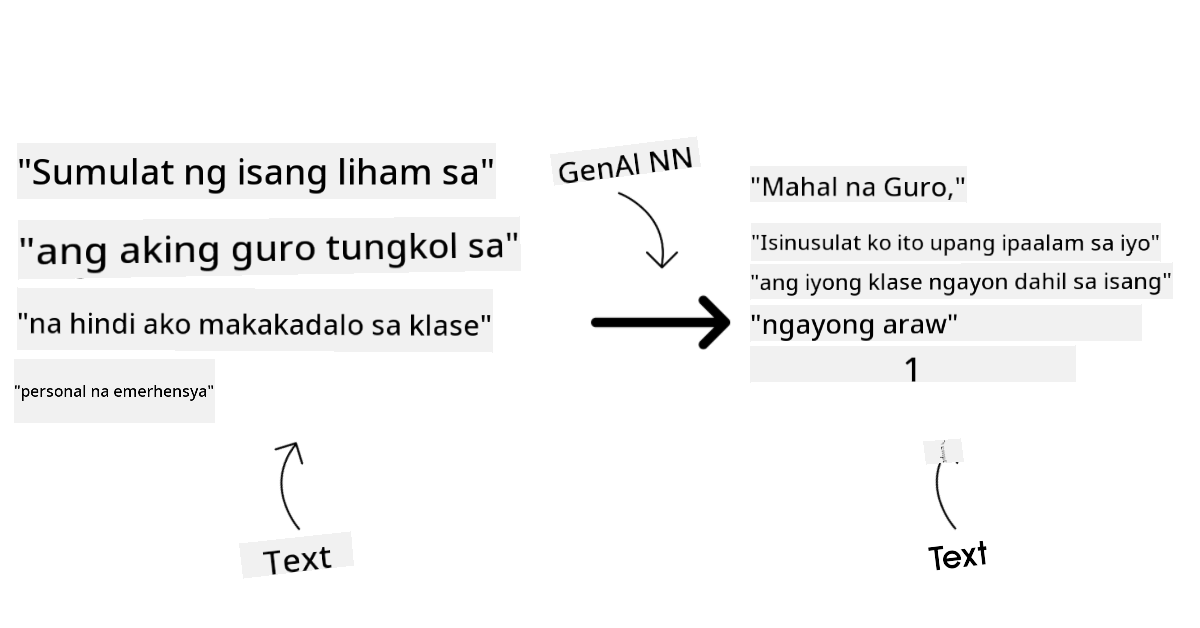 "Sumulat ng isang liham sa"
"ang aking guro tungkol sa"
"na hindi ako makakadalo sa klase"
"personal na emerhensya"
Text
GenAI NN
"Mahal na Guro,"
"Isinusulat ko ito upang ipaalam sa iyo"
"ang iyong klase ngayon dahil sa isang"
"ngayong araw"
1
Text